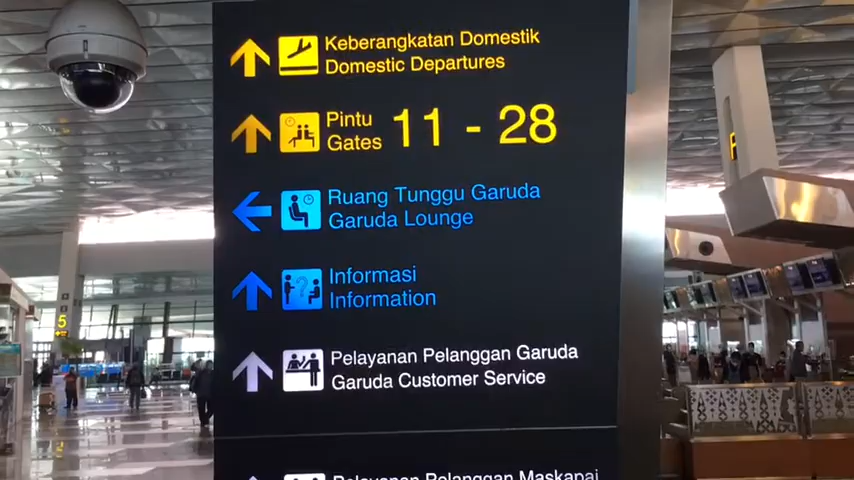 Keberangkatan Domestik
Domestic Departures
Pintu
Gates
11 - 28
Ruang Tunggu Garuda
Garuda Lounge
Informasi
Information
Pelayanan Pelanggan Garuda
Garuda Customer Service
Pelayanan Pelanggan Maskapai
5